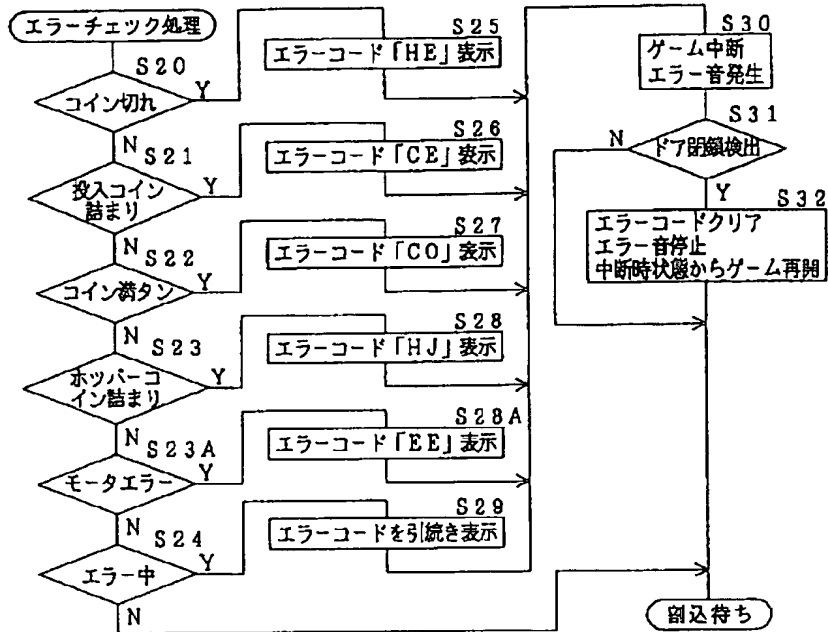 エラーチェック処理
S20
コイン切れ
Y
N
S25
エラーコード「HE」表示
S21
投入コイン
詰まり
Y
N
S26
エラーコード「CE」表示
S22
コイン満タン
Y
N
S27
エラーコード「CO」表示
S23
ホッパーコ
イン詰まり
Y
N
S28
エラーコード「HJ」表示
S23A
モータエラー
Y
N
S28A
エラーコード「EE」表示
S24
エラー中
Y
N
S29
エラーコードを引続き表示
S30
ゲーム中断
エラー音発生
S31
ドア閉鎖検出
N
Y
S32
エラーコードクリア
エラー音停止
中断時状態からゲーム再開
割込待ち